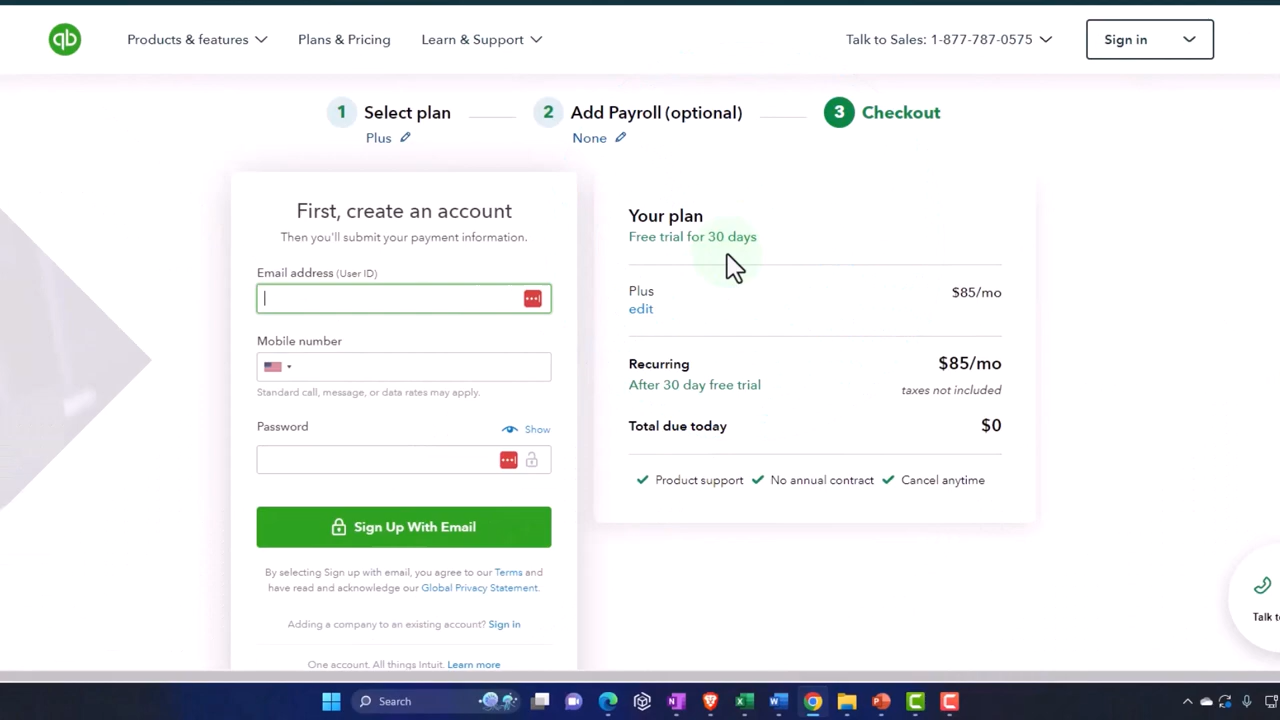 qb
Products & features
Plans & Pricing
Learn & Support
Talk to Sales: 1-877-787-0575
Sign in
1 Select plan
Plus
2 Add Payroll (optional)
None
3 Checkout
First, create an account
Then you'll submit your payment information.
Email address (User ID)
Mobile number
Standard call, message, or data rates may apply.
Password
Show
Sign Up With Email
By selecting Sign up with email, you agree to our Terms and
have read and acknowledge our Global Privacy Statement.
Adding a company to an existing account? Sign in
One account. All things Intuit. Learn more
Your plan
Free trial for 30 days
Plus $85/mo
edit
Recurring $85/mo
After 30 day free trial taxes not included
Total due today $0
Product support No annual contract Cancel anytime
Talk to
Search